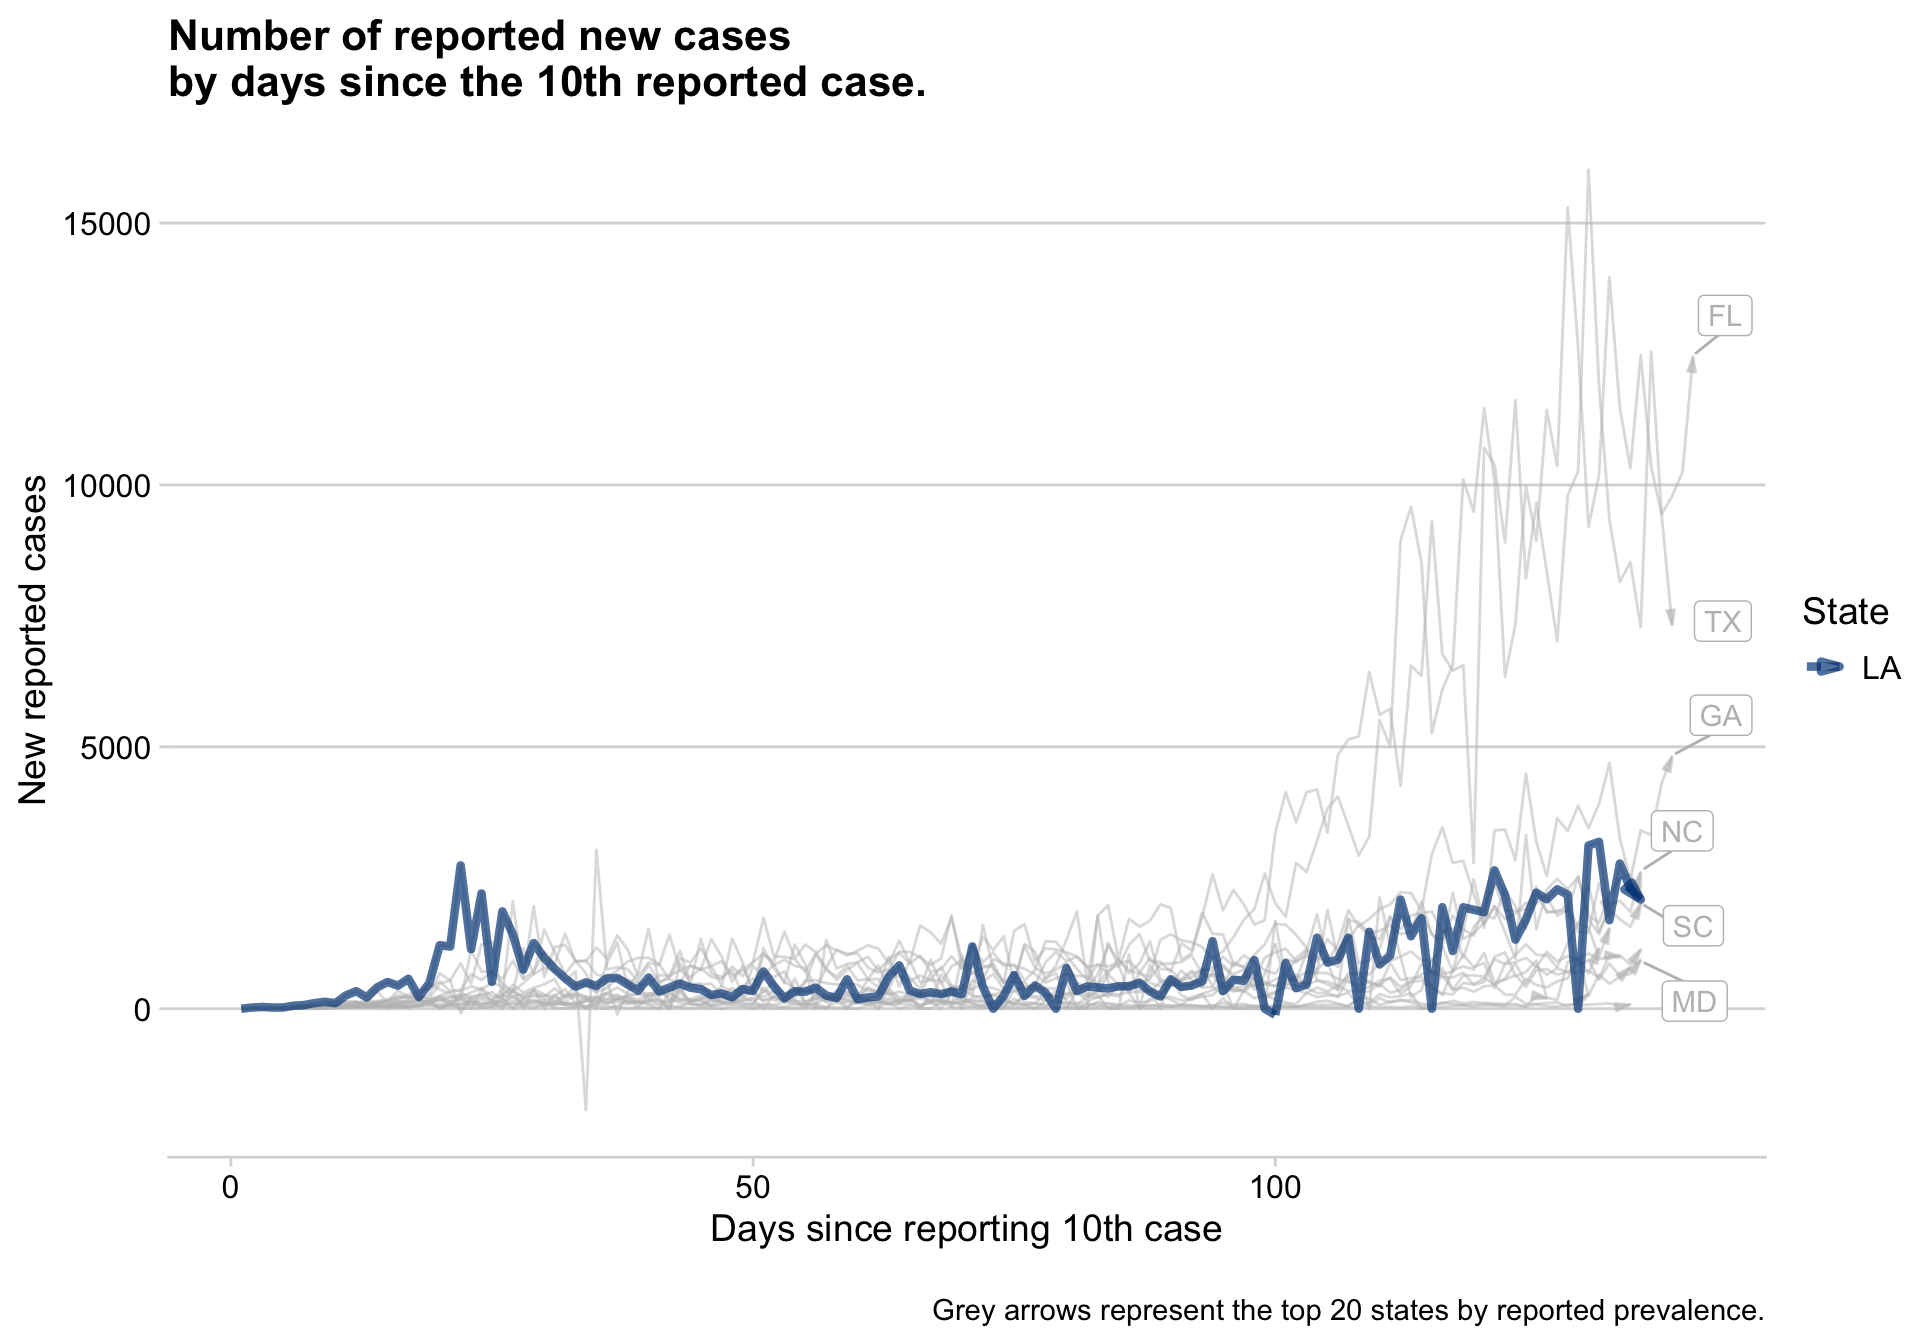 Number of reported new cases
by days since the 10th reported case.
15000
10000
5000
0
New reported cases
FL
TX
GA
NC
SC
MD
State
LA
0
50
100
Days since reporting 10th case
Grey arrows represent the top 20 states by reported prevalence.